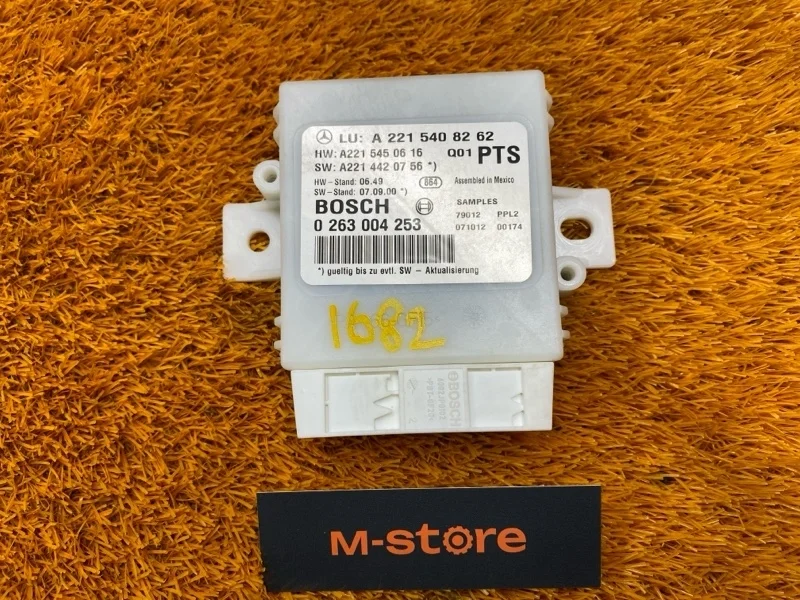 LU: A 221 540 82 62
HW: A221 545 06 16 Q01 PTS
SW: A221 442 07 56 *)
HW - Stand: 06.49 864 Assembled in Mexico
SW - Stand: 07.09.00 *)
BOSCH SAMPLES
0 263 004 253 79012 PPL2
071012 00174
*) gueltig bis zu evtl. SW - Aktualisierung
1682
BOSCH
M-store